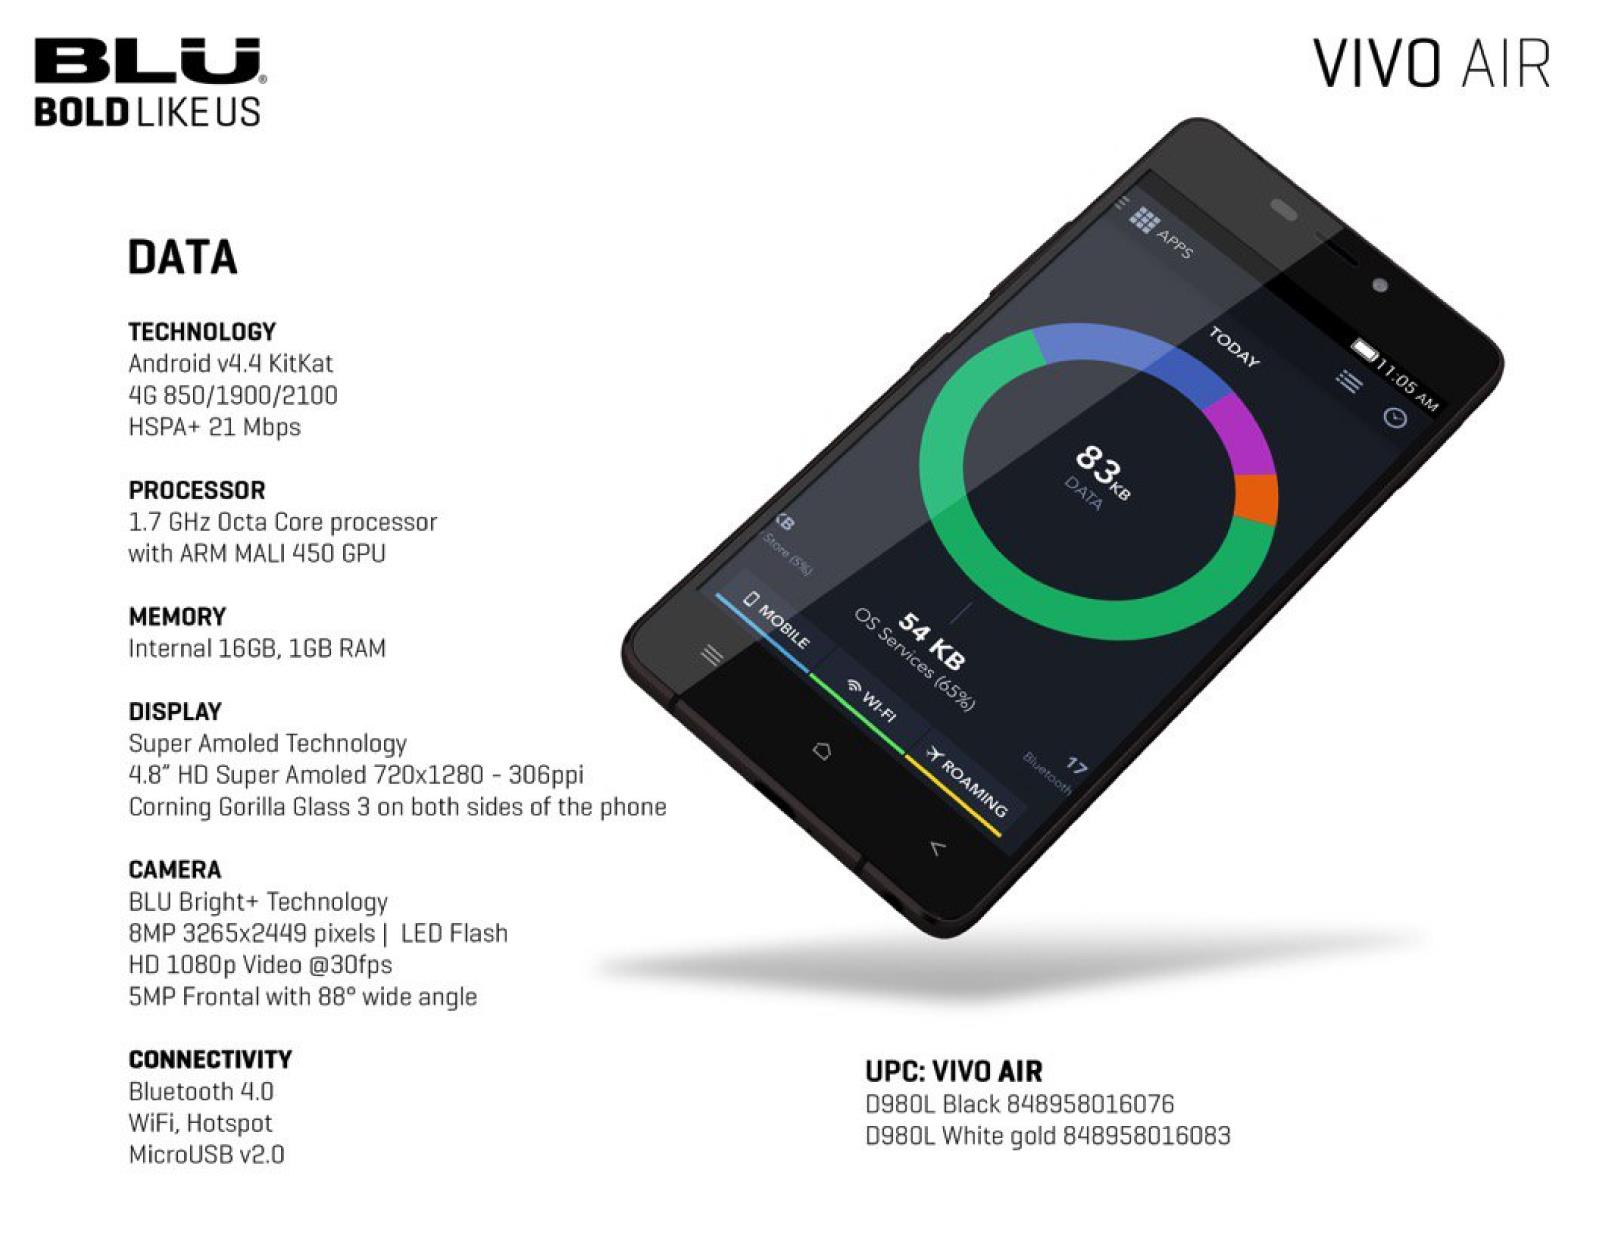 BLU®
BOLD LIKE US
VIVO AIR
DATA
TECHNOLOGY
Android v4.4 KitKat
4G 850/1900/2100
HSPA+ 21 Mbps
PROCESSOR
1.7 GHz Octa Core processor
with ARM MALI 450 GPU
MEMORY
Internal 16GB, 1GB RAM
DISPLAY
Super Amoled Technology
4.8” HD Super Amoled 720x1280 - 306ppi
Corning Gorilla Glass 3 on both sides of the phone
CAMERA
BLU Bright+ Technology
8MP 3265x2449 pixels | LED Flash
HD 1080p Video @30fps
5MP Frontal with 88° wide angle
CONNECTIVITY
Bluetooth 4.0
WiFi, Hotspot
MicroUSB v2.0
11:05 AM
APPS
TODAY
83KB
DATA
KB
Store (5%)
54 KB
OS Services (65%)
17
Bluetooth
MOBILE
WI-FI
ROAMING
UPC: VIVO AIR
D980L Black 848958016076
D980L White gold 848958016083